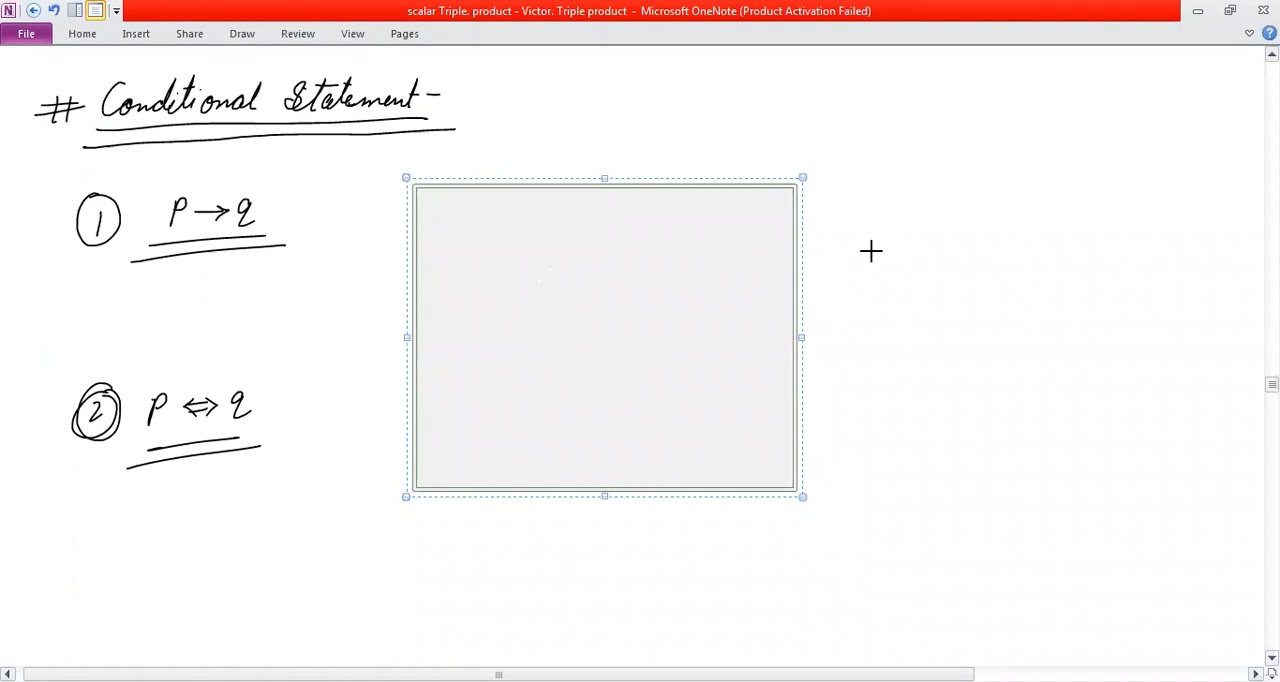 scalar Triple. product - Victor. Triple product - Microsoft OneNote (Product Activation Failed)
File Home Insert Share Draw Review View Pages
# Conditional Statement-
1 P → q
2 P ⇔ q